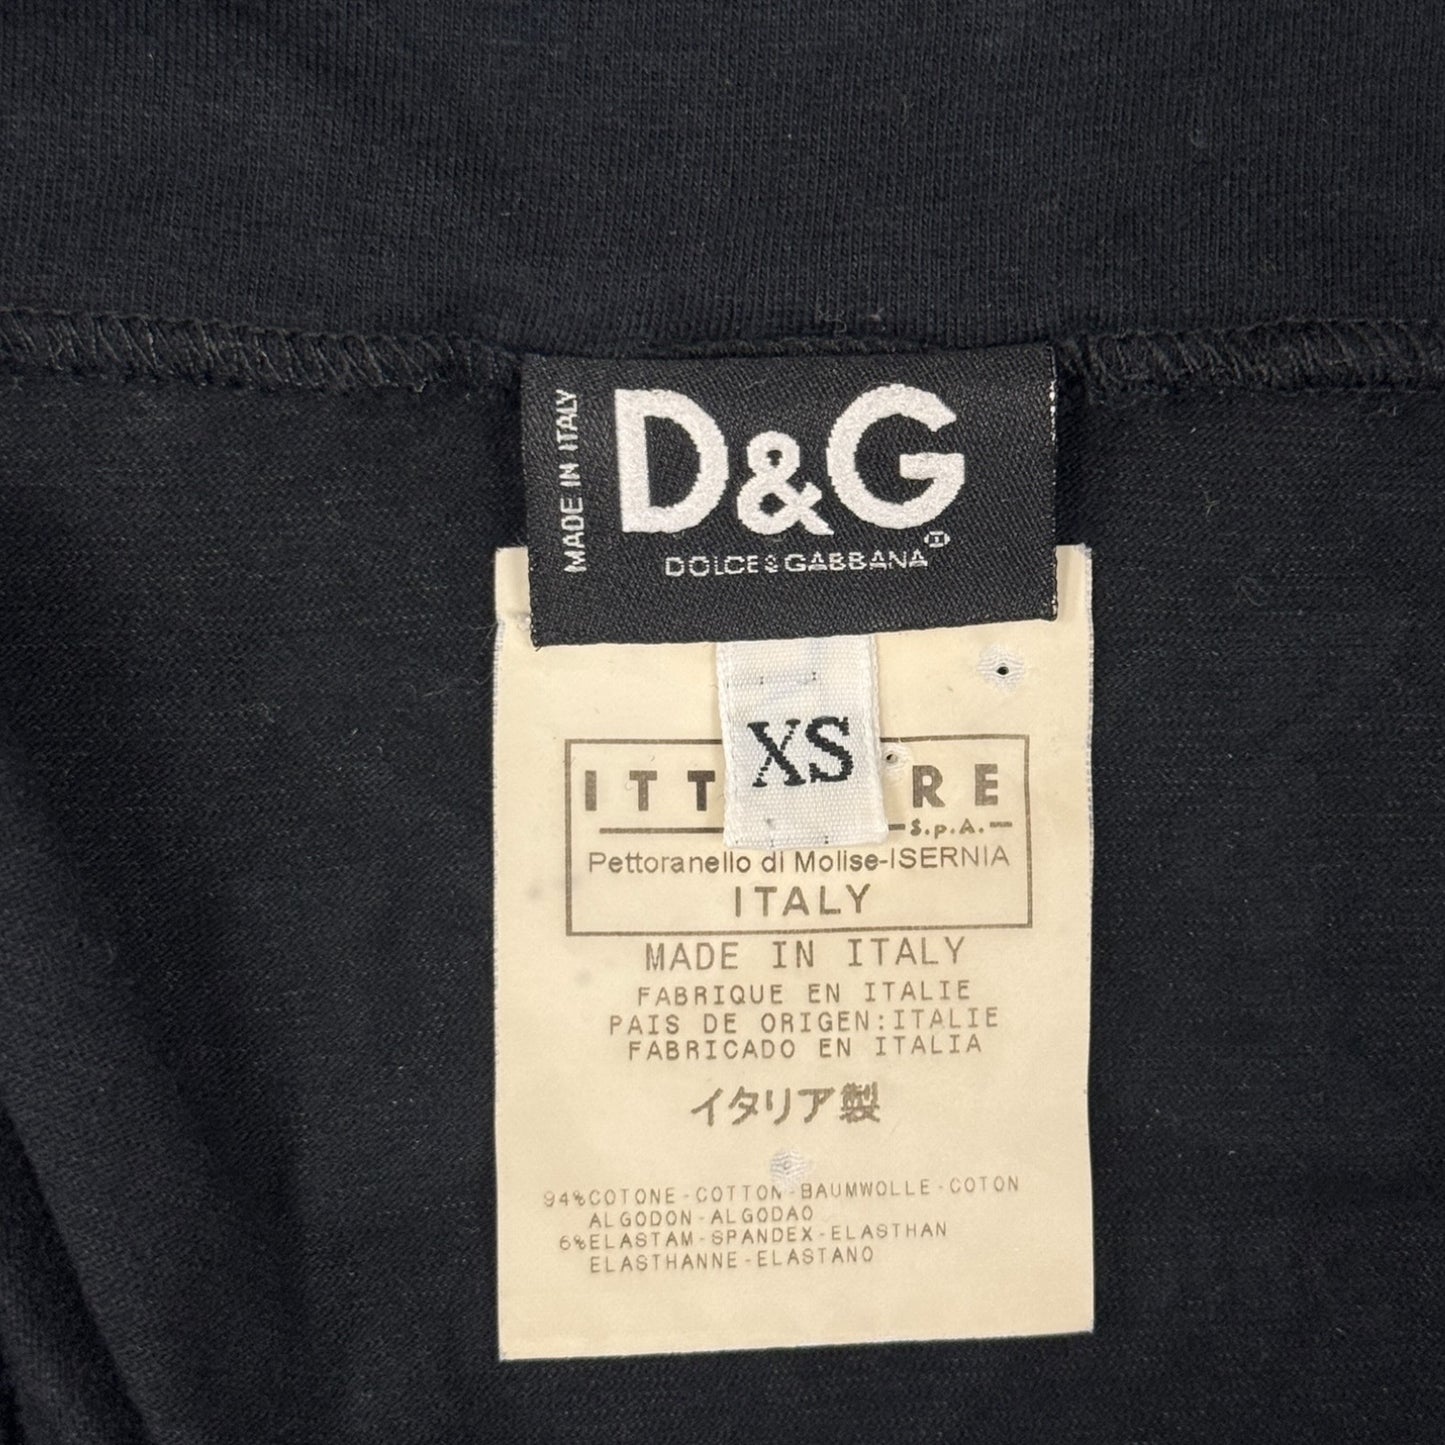 MADE IN ITALY
D&G
DOLCE&GABBANA
XS
ITT RE
S.p.A.
Pettoranello di Molise-ISERNIA
ITALY
MADE IN ITALY
FABRIQUE EN ITALIE
PAIS DE ORIGEN:ITALIE
FABRICADO EN ITALIA
イタリア製
94%COTONE-COTTON-BAUMWOLLE-COTON
ALGODON-ALGODAO
6%ELASTAM-SPANDEX-ELASTHAN
ELASTHANNE-ELASTANO